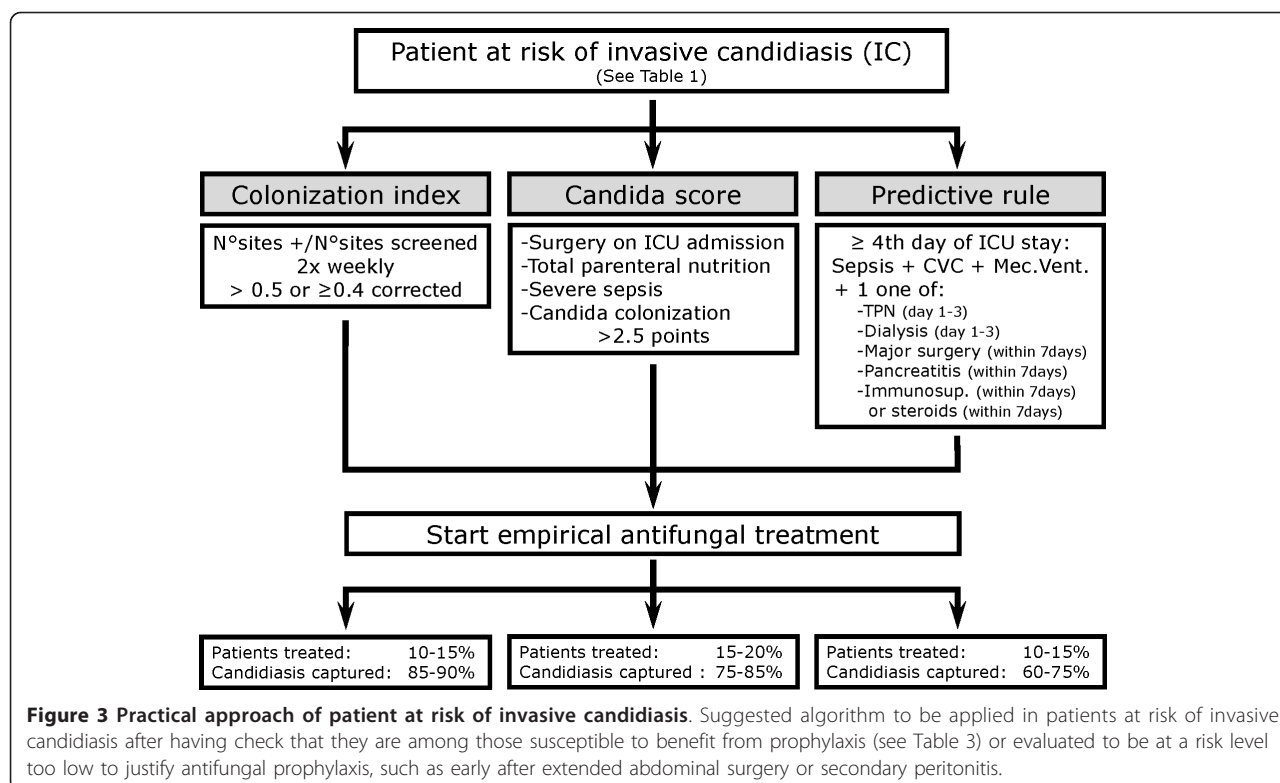 Patient at risk of invasive candidiasis (IC)
(See Table 1)
Colonization index
N°sites +/N°sites screened
2x weekly
> 0.5 or ≥0.4 corrected
Candida score
-Surgery on ICU admission
-Total parenteral nutrition
-Severe sepsis
-Candida colonization
>2.5 points
Predictive rule
≥ 4th day of ICU stay:
Sepsis + CVC + Mec.Vent.
+ 1 one of:
-TPN (day 1-3)
-Dialysis (day 1-3)
-Major surgery (within 7days)
-Pancreatitis (within 7days)
-Immunosup. (within 7days)
or steroids (within 7days)
Start empirical antifungal treatment
Patients treated: 10-15%
Candidiasis captured: 85-90%
Patients treated: 15-20%
Candidiasis captured : 75-85%
Patients treated: 10-15%
Candidiasis captured: 60-75%
Figure 3 Practical approach of patient at risk of invasive candidiasis. Suggested algorithm to be applied in patients at risk of invasive
candidiasis after having check that they are among those susceptible to benefit from prophylaxis (see Table 3) or evaluated to be at a risk level
too low to justify antifungal prophylaxis, such as early after extended abdominal surgery or secondary peritonitis.